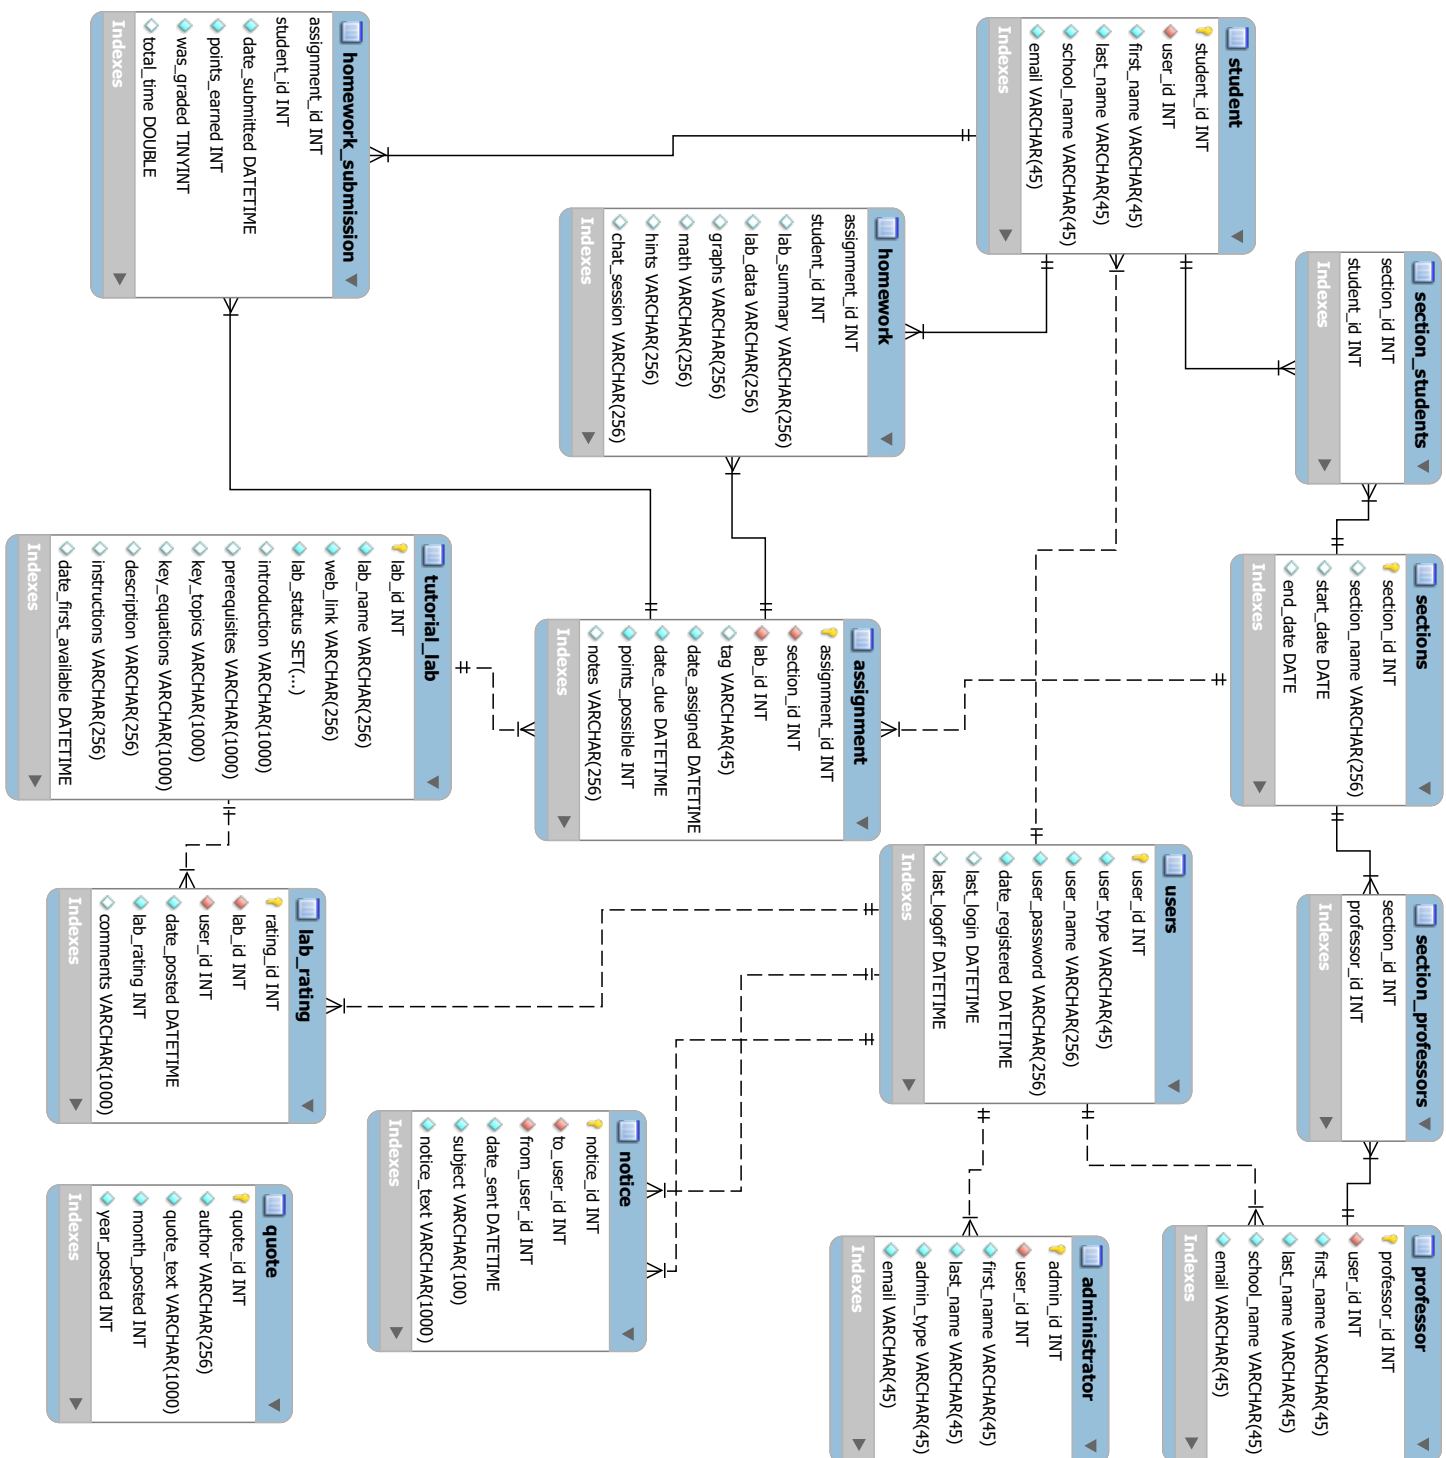 student
student_id INT
user_id INT
first_name VARCHAR(45)
last_name VARCHAR(45)
school_name VARCHAR(45)
email VARCHAR(45)
Indexes
section_students
section_id INT
student_id INT
Indexes
sections
section_id INT
section_name VARCHAR(256)
start_date DATE
end_date DATE
Indexes
section_professors
section_id INT
professor_id INT
Indexes
professor
professor_id INT
user_id INT
first_name VARCHAR(45)
last_name VARCHAR(45)
school_name VARCHAR(45)
email VARCHAR(45)
Indexes
homework_submission
assignment_id INT
student_id INT
date_submitted DATETIME
points_earned INT
was_graded TINYINT
total_time DOUBLE
Indexes
homework
assignment_id INT
student_id INT
lab_summary VARCHAR(256)
lab_data VARCHAR(256)
graphs VARCHAR(256)
math VARCHAR(256)
hints VARCHAR(256)
chat_session VARCHAR(256)
Indexes
assignment
assignment_id INT
section_id INT
lab_id INT
tag VARCHAR(45)
date_assigned DATETIME
date_due DATETIME
points_possible INT
notes VARCHAR(256)
Indexes
users
user_id INT
user_type VARCHAR(45)
user_name VARCHAR(256)
user_password VARCHAR(256)
date_registered DATETIME
last_login DATETIME
last_logoff DATETIME
Indexes
administrator
admin_id INT
user_id INT
first_name VARCHAR(45)
last_name VARCHAR(45)
admin_type VARCHAR(45)
email VARCHAR(45)
Indexes
tutorial_lab
lab_id INT
lab_name VARCHAR(256)
web_link VARCHAR(256)
lab_status SET(...)
introduction VARCHAR(1000)
prerequisites VARCHAR(1000)
key_topics VARCHAR(1000)
key_equations VARCHAR(1000)
description VARCHAR(256)
instructions VARCHAR(256)
date_first_available DATETIME
Indexes
lab_rating
rating_id INT
lab_id INT
user_id INT
date_posted DATETIME
lab_rating INT
comments VARCHAR(1000)
Indexes
notice
notice_id INT
to_user_id INT
from_user_id INT
date_sent DATETIME
subject VARCHAR(100)
notice_text VARCHAR(1000)
Indexes
quote
quote_id INT
author VARCHAR(256)
quote_text VARCHAR(1000)
month_posted INT
year_posted INT
Indexes